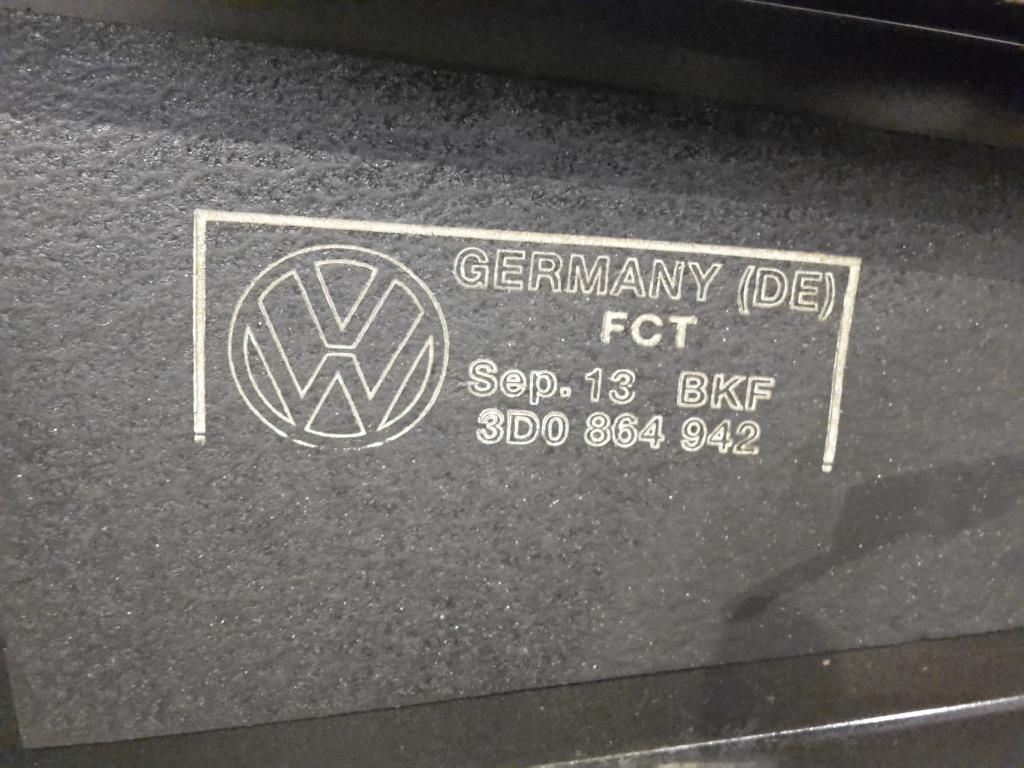 GERMANY (DE)
FCT
Sep. 13 BKF
3D0 864 942